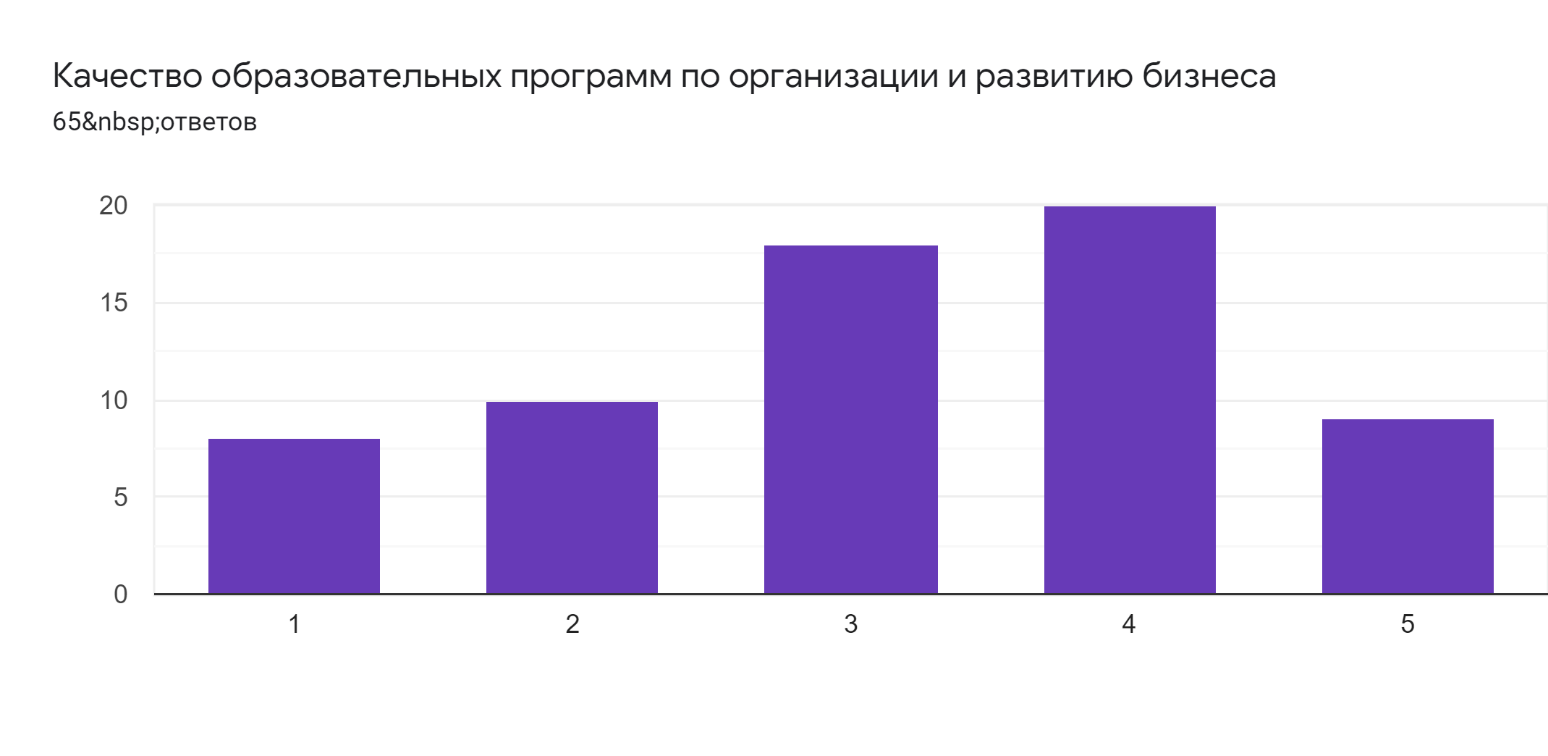 Качество образовательных программ по организации и развитию бизнеса
65&nbsp;ответов
20
15
10
5
0
1 2 3 4 5